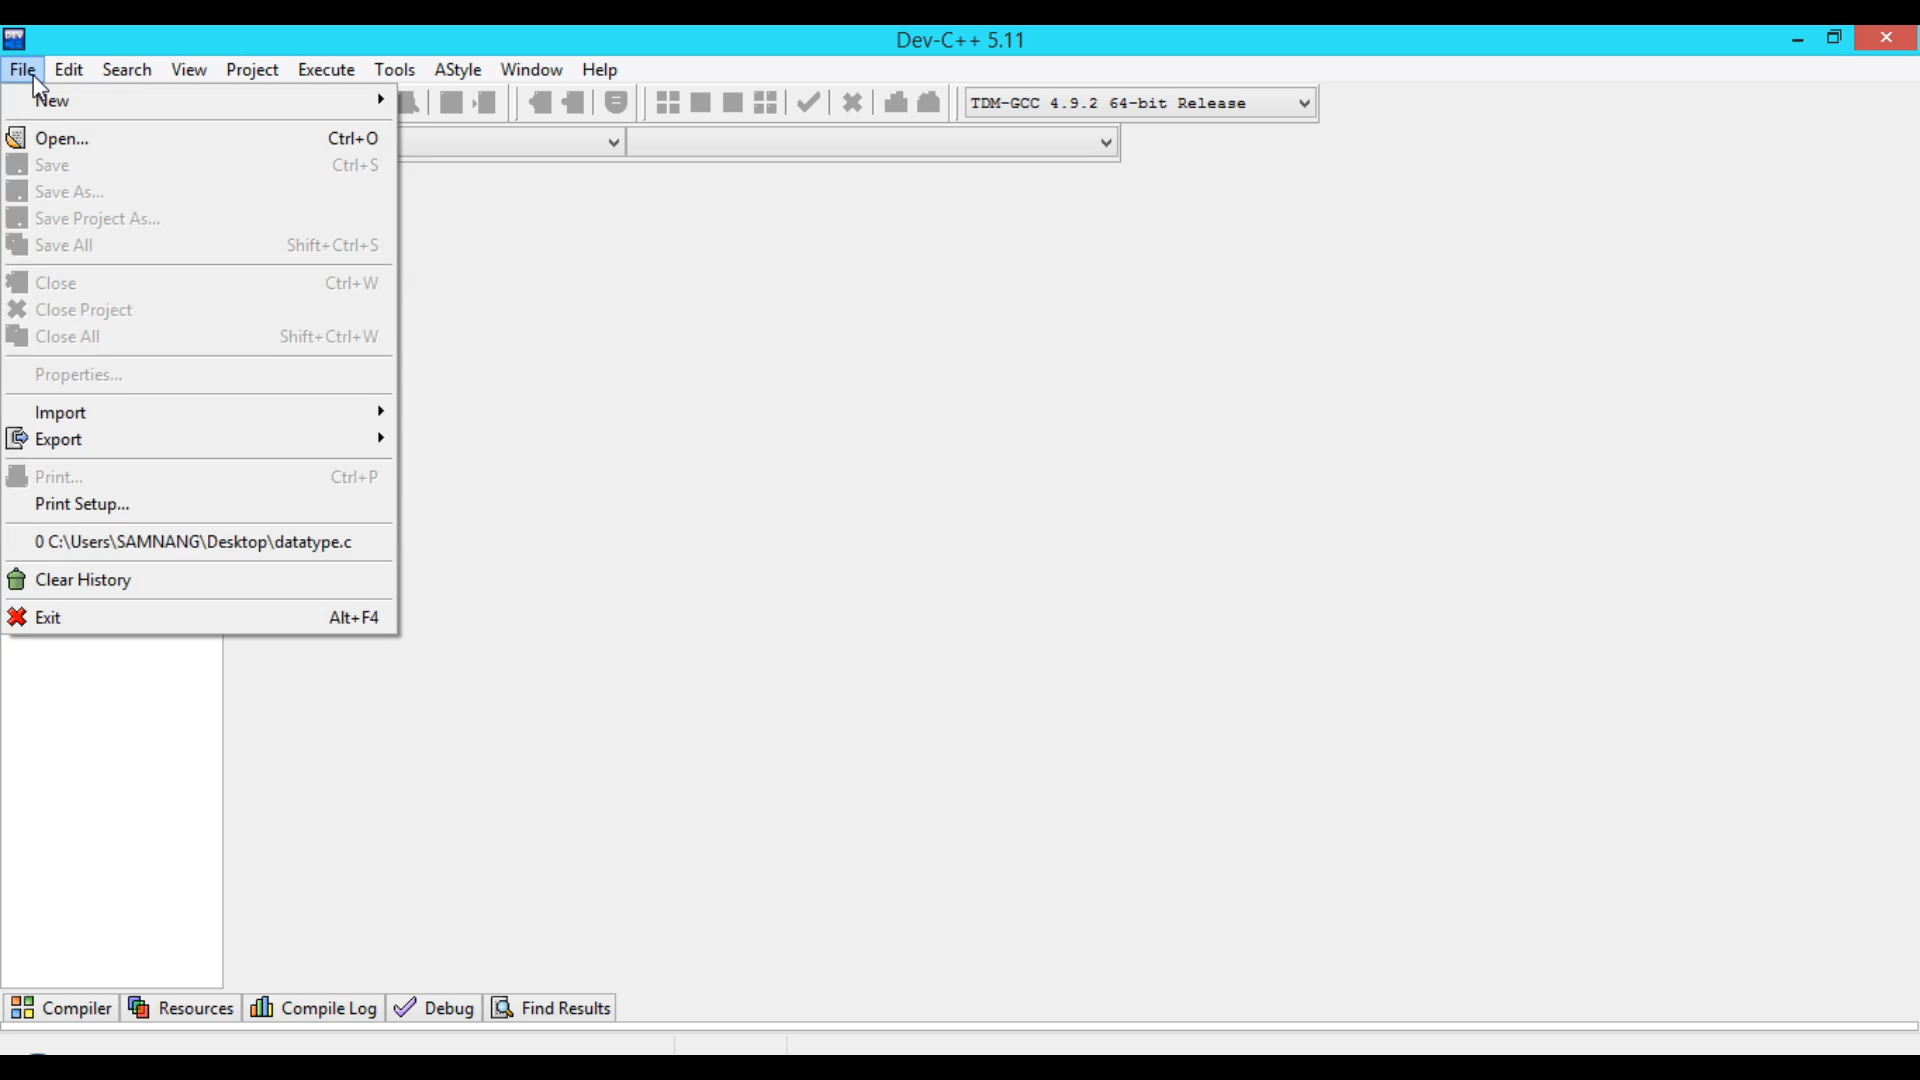 DEV
Dev-C++ 5.11
File Edit Search View Project Execute Tools AStyle Window Help
New
TDM-GCC 4.9.2 64-bit Release
Open... Ctrl+O
Save Ctrl+S
Save As...
Save Project As...
Save All Shift+Ctrl+S
Close Ctrl+W
Close Project
Close All Shift+Ctrl+W
Properties...
Import
Export
Print... Ctrl+P
Print Setup...
0 C:\Users\SAMNANG\Desktop\datatype.c
Clear History
Exit Alt+F4
Compiler Resources Compile Log Debug Find Results